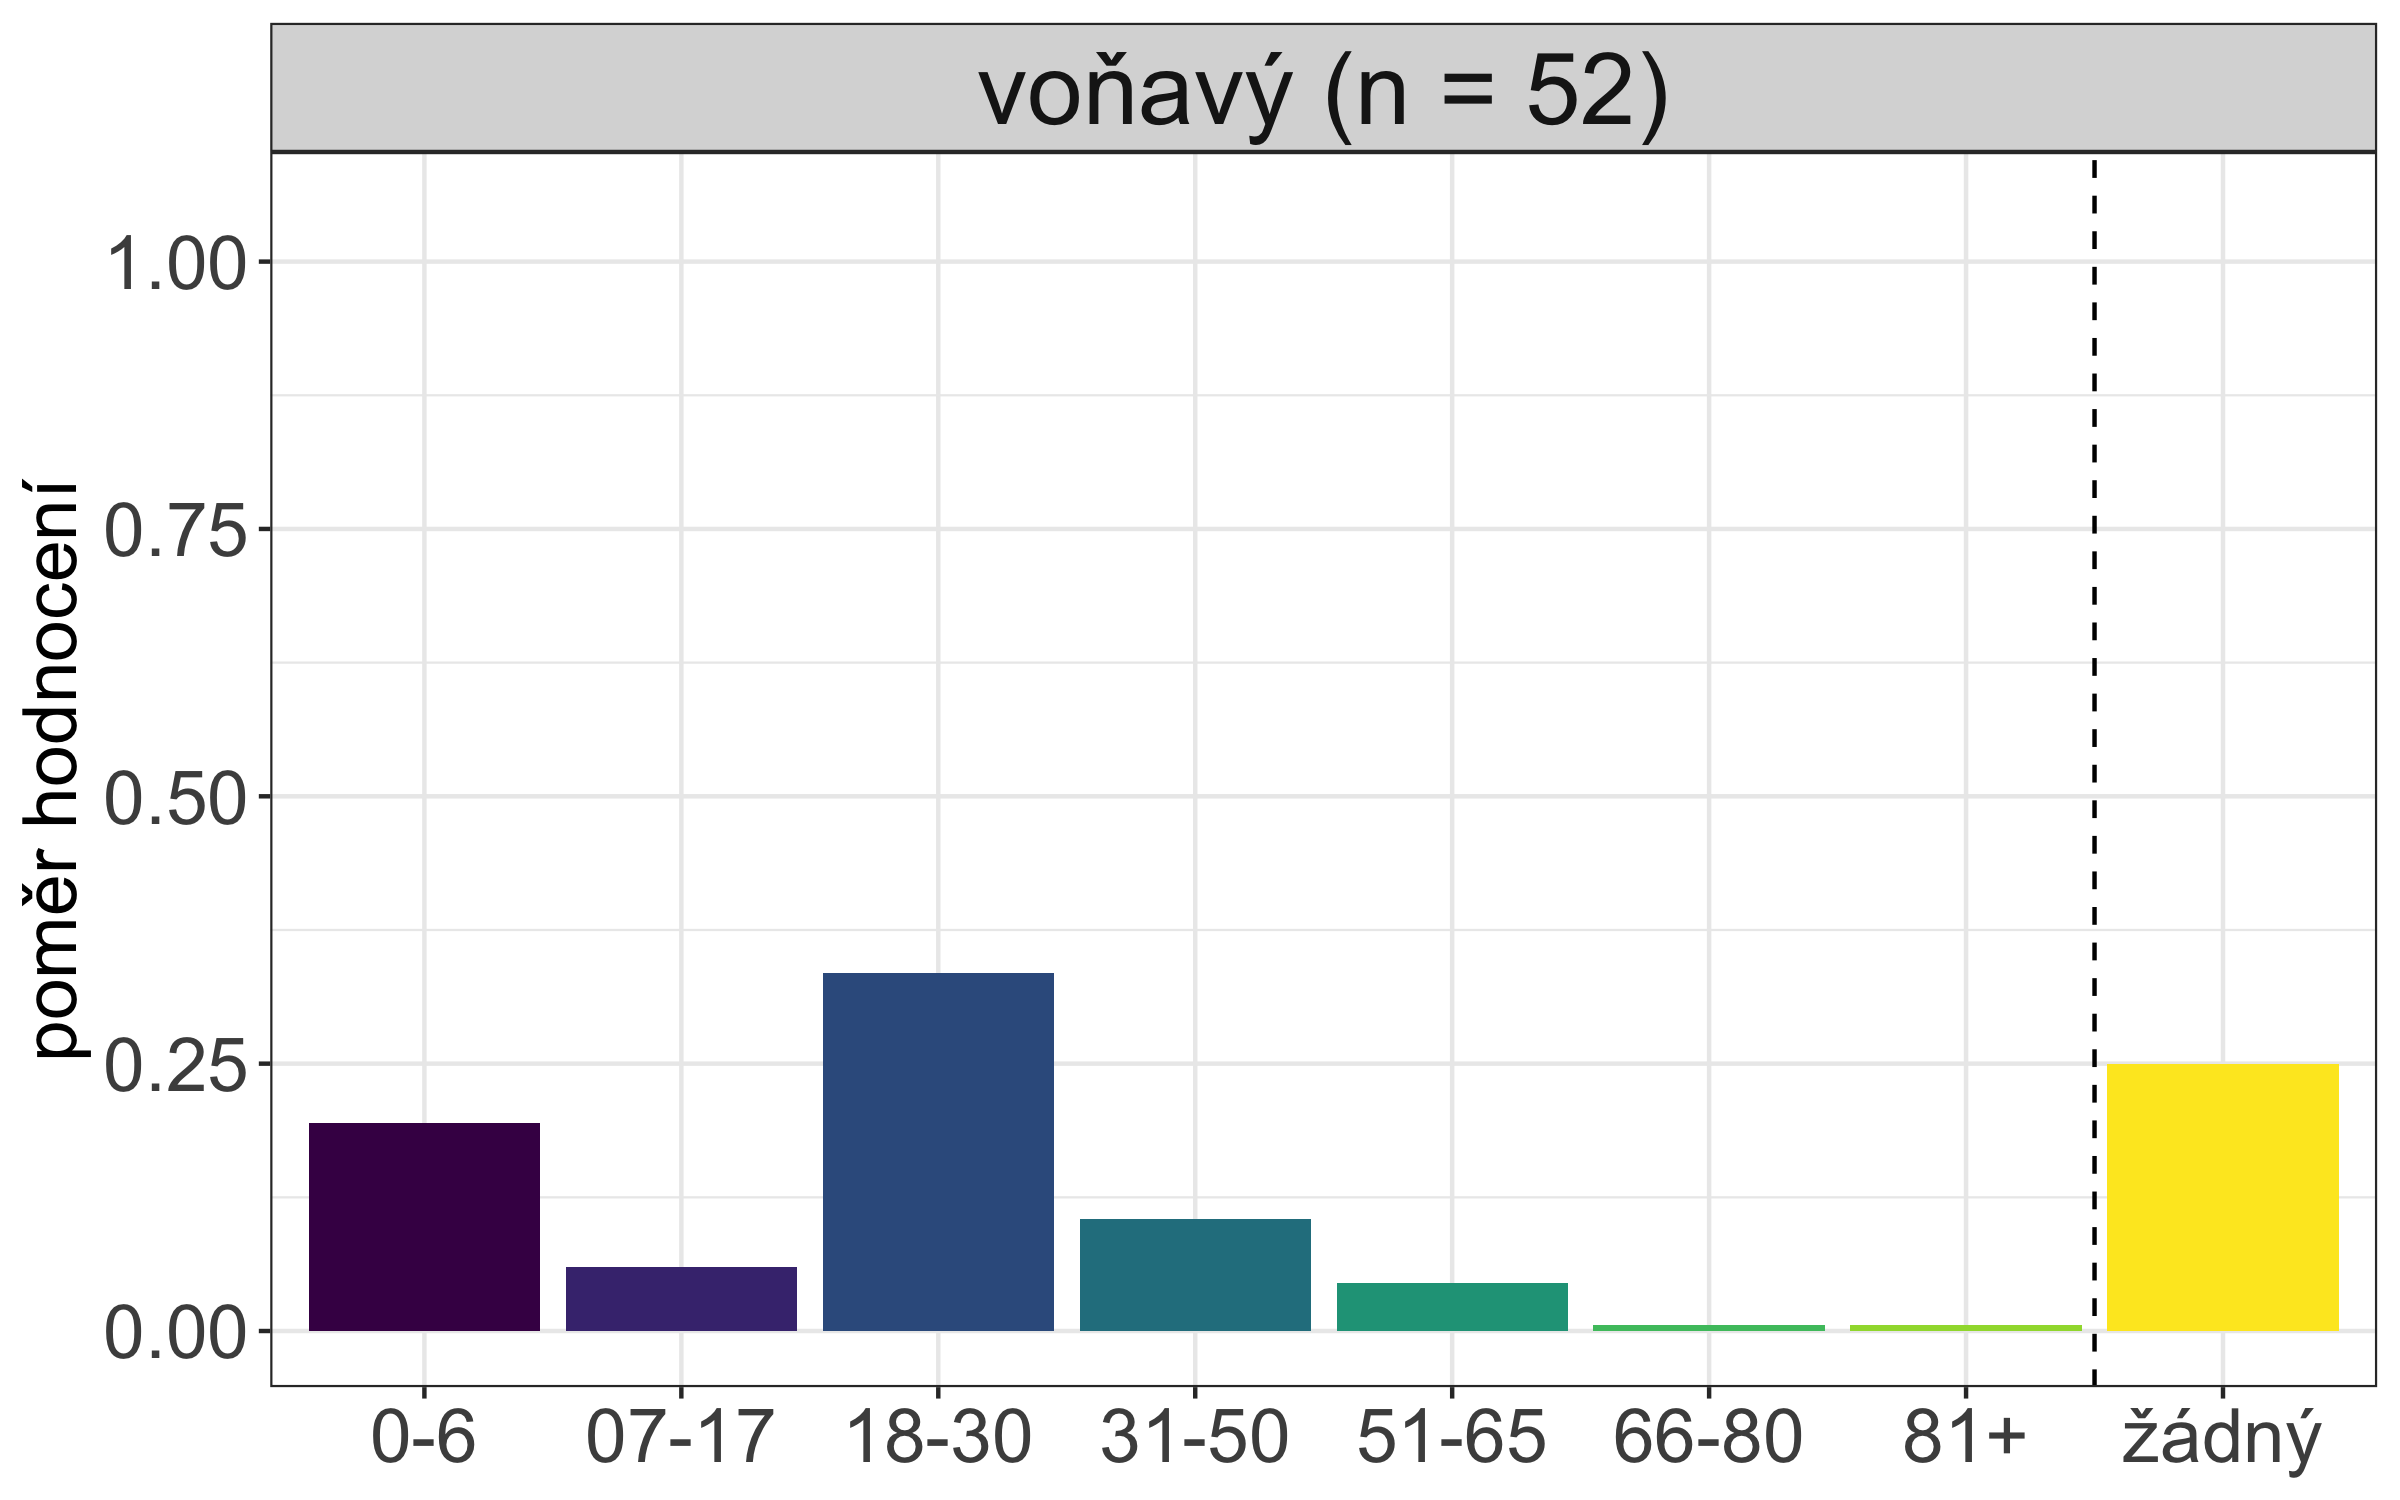 voňavý (n = 52)
poměr hodnocení
1.00
0.75
0.50
0.25
0.00
0-6 07-17 18-30 31-50 51-65 66-80 81+ žádný